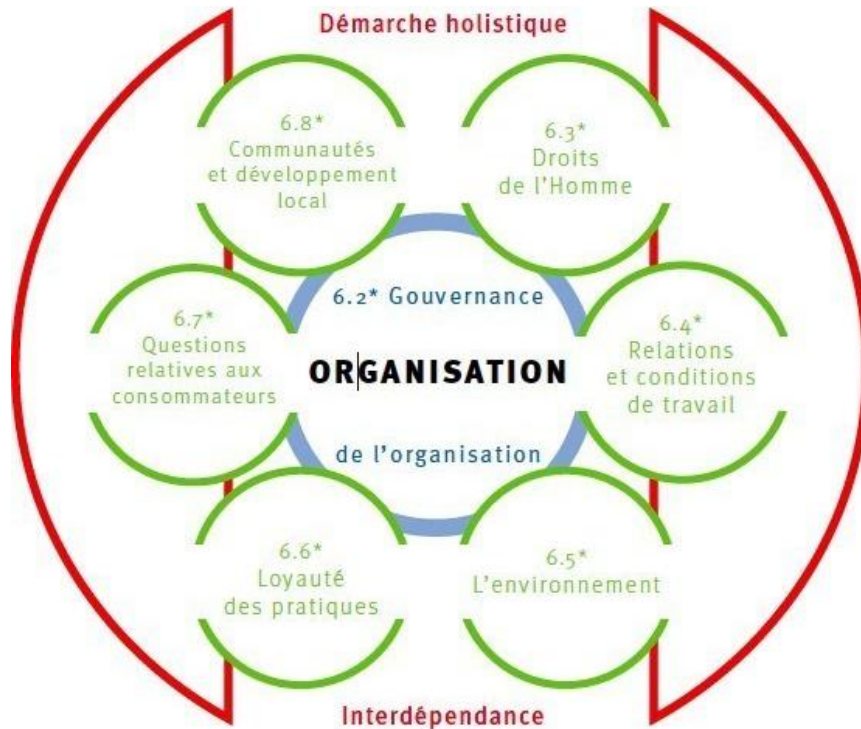 Démarche holistique
6.8*
Communautés
et développement
local
6.3*
Droits
de l'Homme
6.2* Gouvernance
ORGANISATION
de l'organisation
6.7*
Questions
relatives aux
consommateurs
6.4*
Relations
et conditions
de travail
6.6*
Loyauté
des pratiques
6.5*
L'environnement
Interdépendance